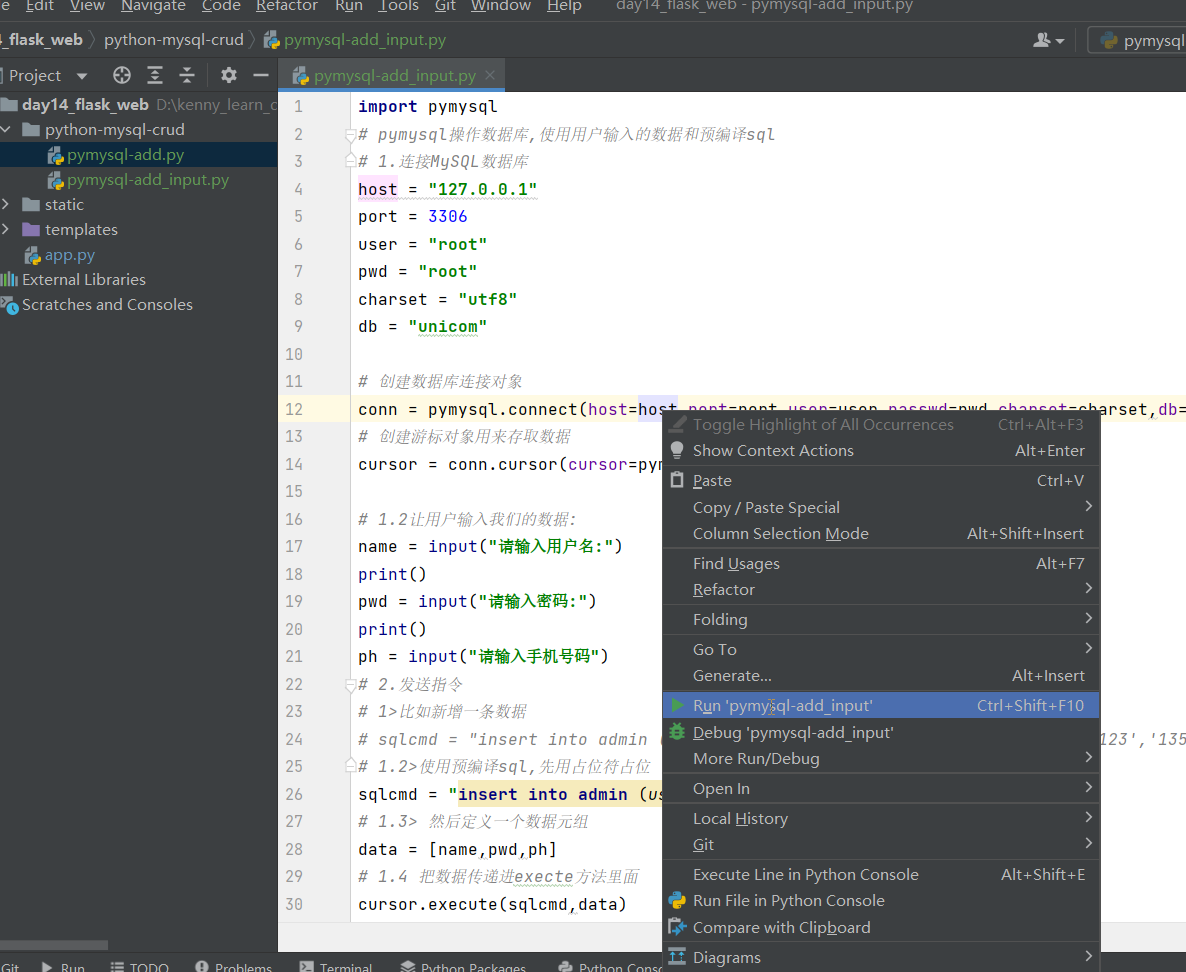 e Edit View Navigate Code Refactor Run Tools Git Window Help day14_flask_web - pymysql-add_input.py
_flask_web python-mysql-crud pymysql-add_input.py pymysql
Project pymysql-add_input.py
day14_flask_web D:\kenny_learn_c
python-mysql-crud
pymysql-add.py
pymysql-add_input.py
static
templates
app.py
External Libraries
Scratches and Consoles
1 import pymysql
2 # pymysql操作数据库,使用用户输入的数据和预编译sql
3 # 1.连接MySQL数据库
4 host = "127.0.0.1"
5 port = 3306
6 user = "root"
7 pwd = "root"
8 charset = "utf8"
9 db = "unicom"
10
11 # 创建数据库连接对象
12 conn = pymysql.connect(host=host,port=port,user=user,passwd=pwd,charset=charset,db=
13 # 创建游标对象用来存取数据
14 cursor = conn.cursor(cursor=pym
15
16 # 1.2让用户输入我们的数据:
17 name = input("请输入用户名:")
18 print()
19 pwd = input("请输入密码:")
20 print()
21 ph = input("请输入手机号码")
22 # 2.发送指令
23 # 1>比如新增一条数据
24 # sqlcmd = "insert into admin ( 123','135
25 # 1.2>使用预编译sql,先用占位符占位
26 sqlcmd = "insert into admin (us
27 # 1.3> 然后定义一个数据元组
28 data = [name,pwd,ph]
29 # 1.4 把数据传递进execte方法里面
30 cursor.execute(sqlcmd,data)
Toggle Highlight of All Occurrences Ctrl+Alt+F3
Show Context Actions Alt+Enter
Paste Ctrl+V
Copy / Paste Special
Column Selection Mode Alt+Shift+Insert
Find Usages Alt+F7
Refactor
Folding
Go To
Generate... Alt+Insert
Run 'pymysql-add_input' Ctrl+Shift+F10
Debug 'pymysql-add_input'
More Run/Debug
Open In
Local History
Git
Execute Line in Python Console Alt+Shift+E
Run File in Python Console
Compare with Clipboard
Diagrams
Git Run TODO Problems Terminal Python Packages Python Conso